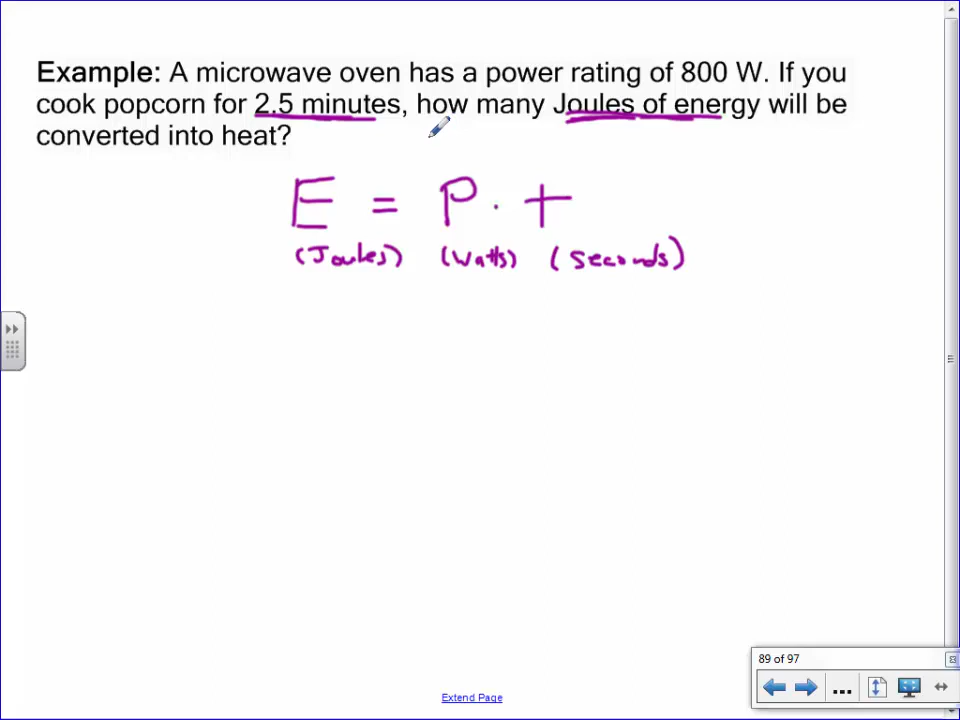 Example: A microwave oven has a power rating of 800 W. If you
cook popcorn for 2.5 minutes, how many Joules of energy will be
converted into heat?
E = P · t
(Joules) (Watts) (Seconds)
89 of 97
...
Extend Page